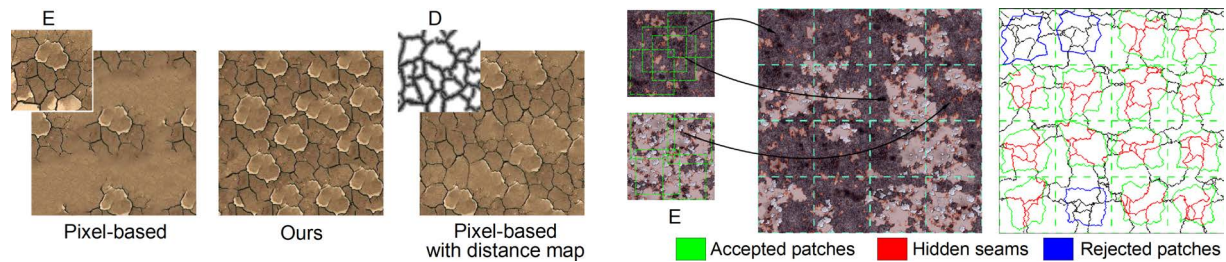 E
D
Pixel-based
Ours
Pixel-based
with distance map
E
Accepted patches
Hidden seams
Rejected patches